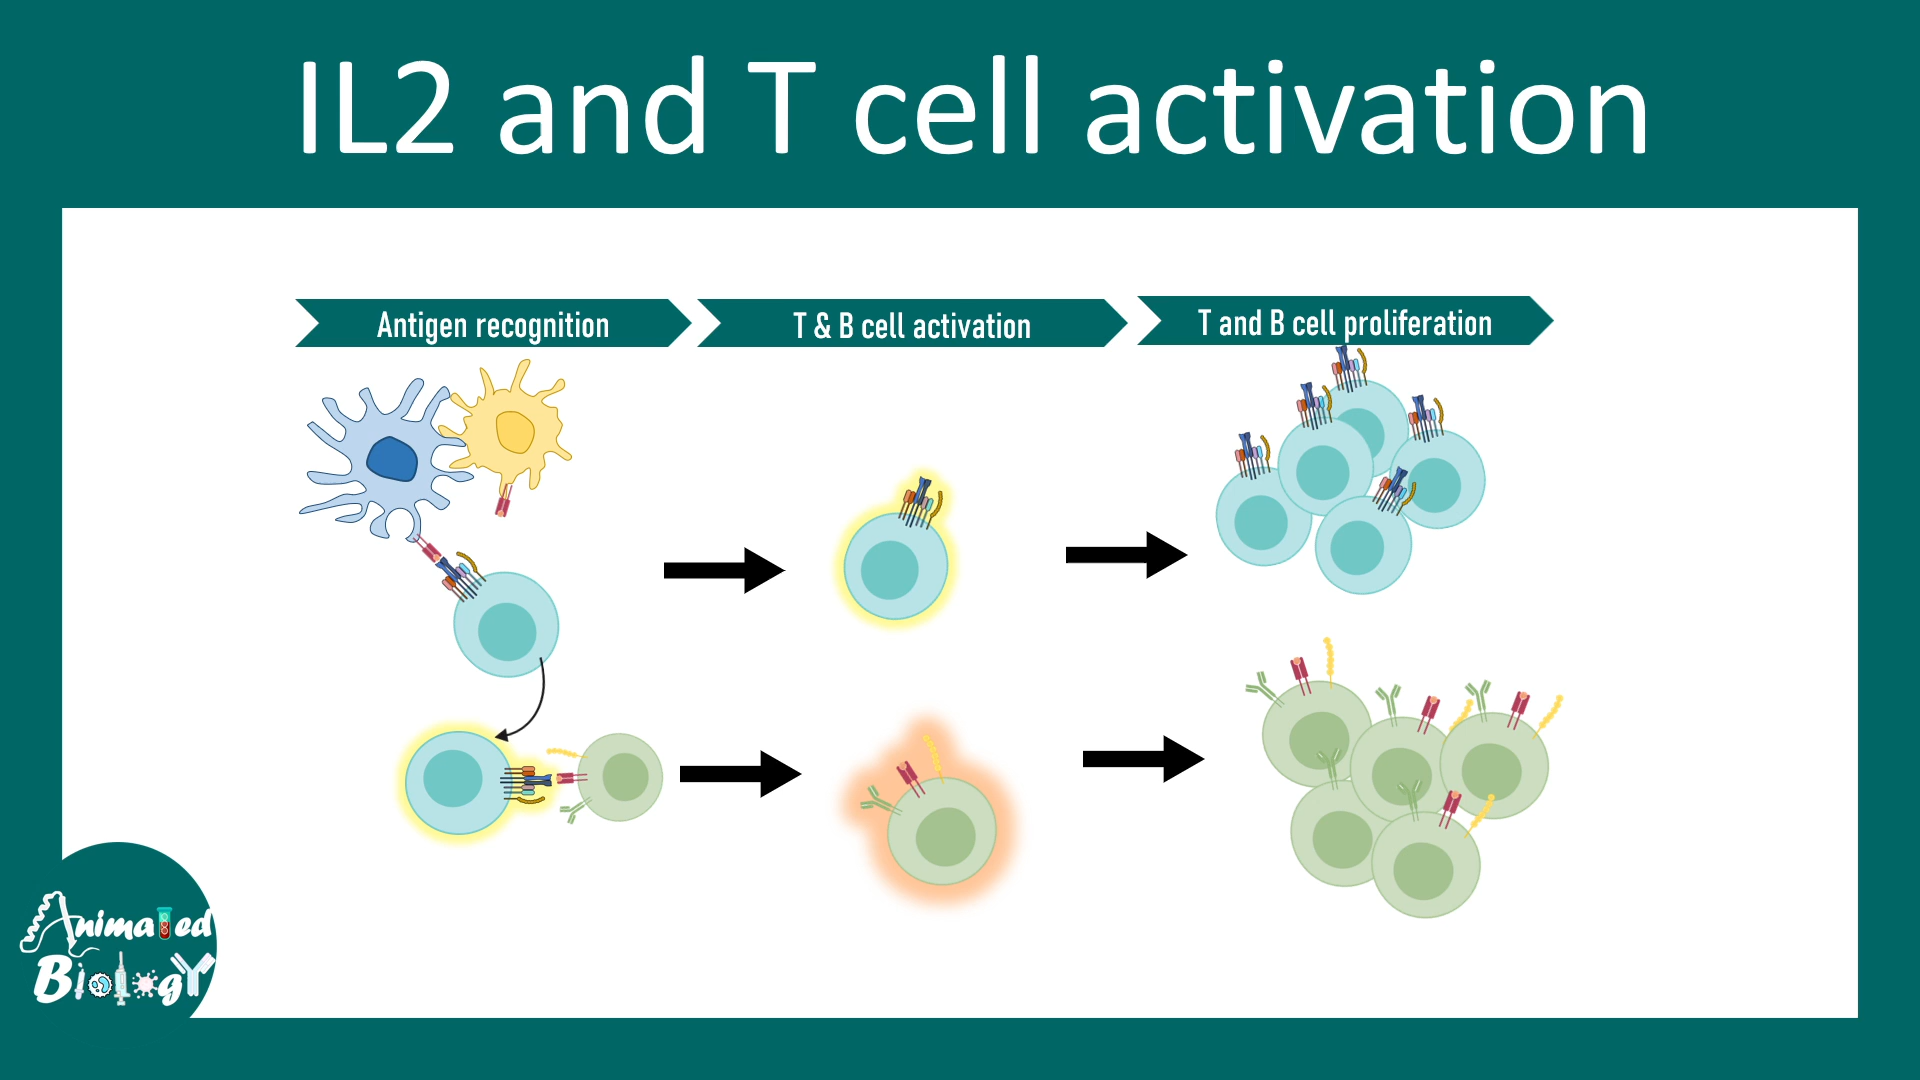 IL2 and T cell activation
Antigen recognition
T & B cell activation
T and B cell proliferation
Animated
Biology